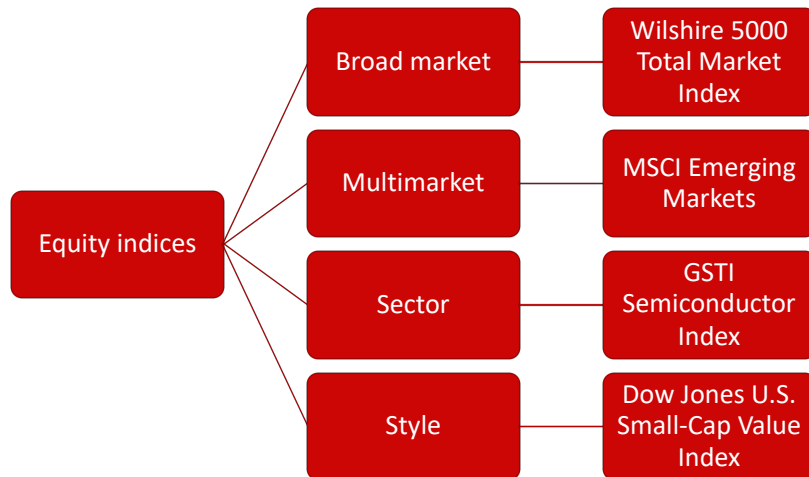 Equity indices
Broad market
Wilshire 5000
Total Market
Index
Multimarket
MSCI Emerging
Markets
Sector
GSTI
Semiconductor
Index
Style
Dow Jones U.S.
Small-Cap Value
Index